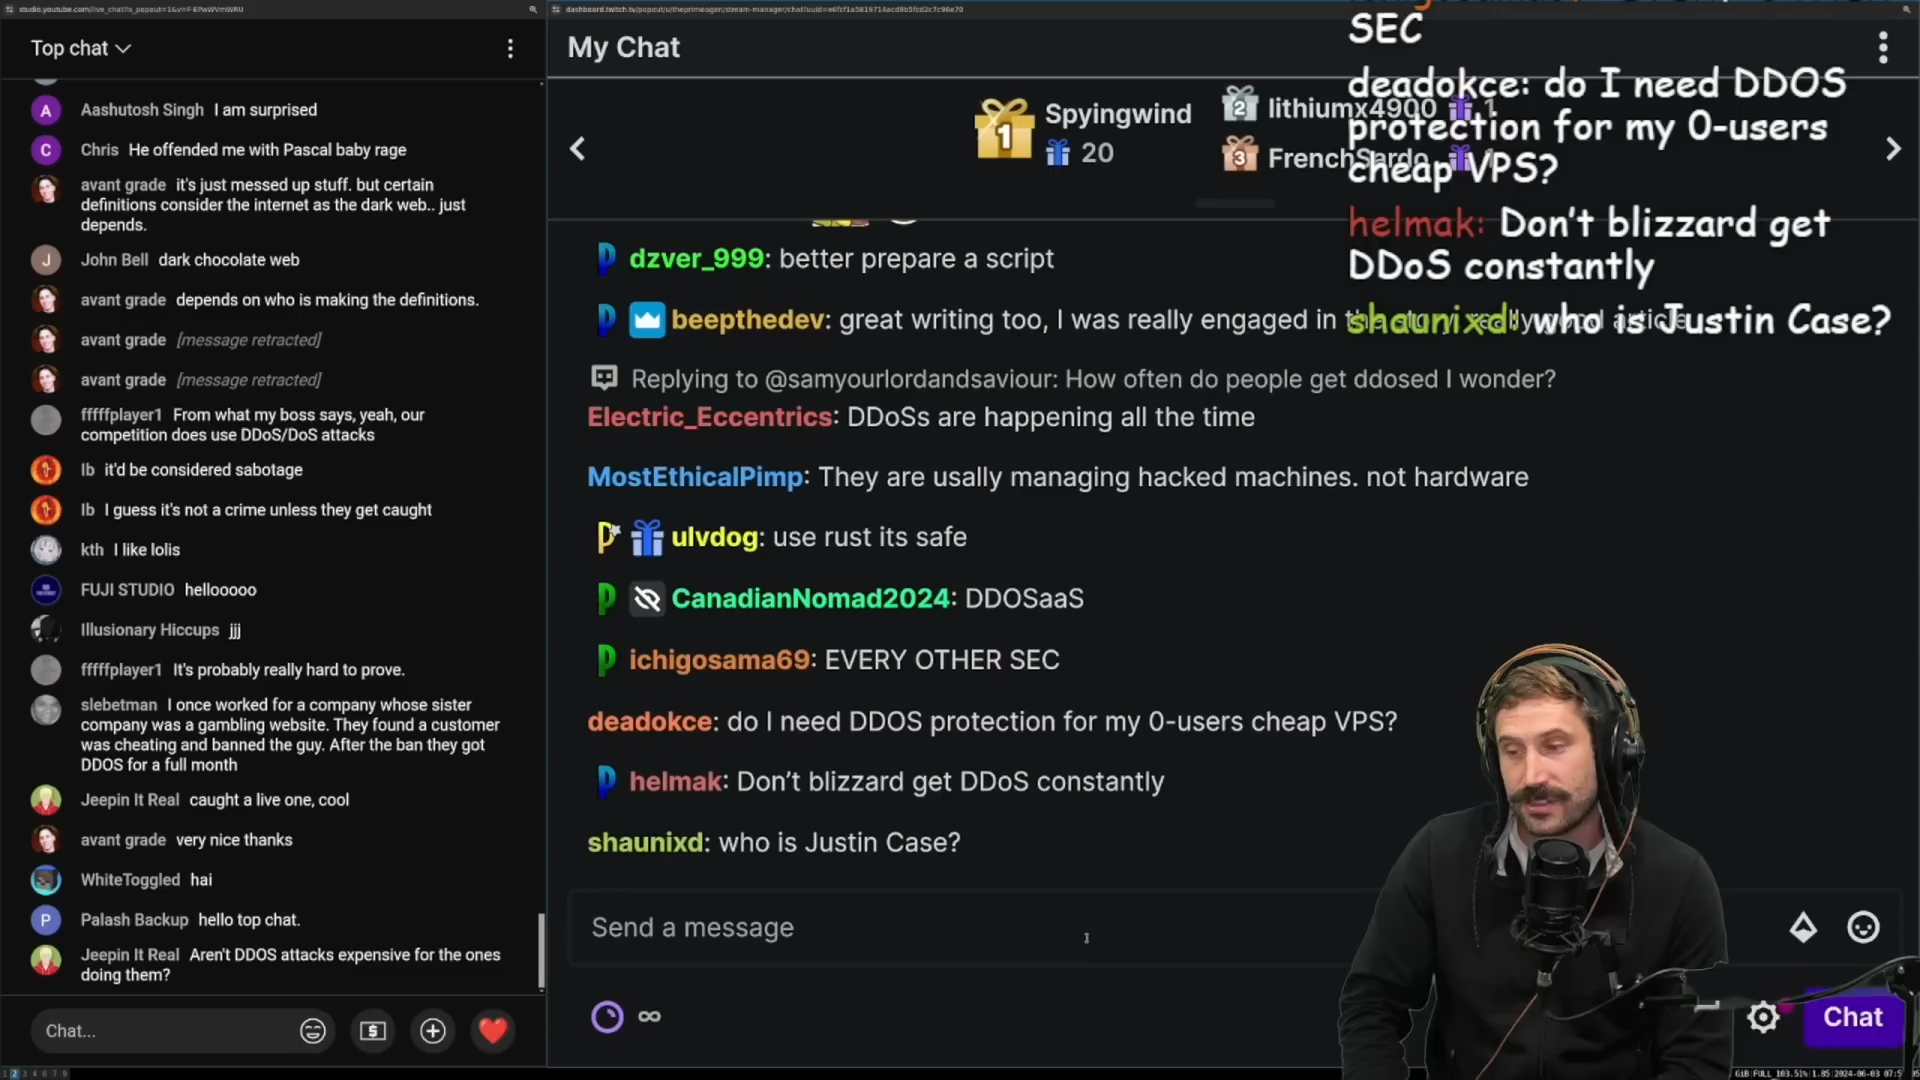 studio.youtube.com/live_chat?is_popout=1&v=F-EPwWVmWRU
Top chat
A
Aashutosh Singh I am surprised
C
Chris He offended me with Pascal baby rage
avant grade it's just messed up stuff. but certain
definitions consider the internet as the dark web.. just
depends.
J
John Bell dark chocolate web
avant grade depends on who is making the definitions.
avant grade [message retracted]
avant grade [message retracted]
fffffplayer1 From what my boss says, yeah, our
competition does use DDoS/DoS attacks
lb it'd be considered sabotage
lb I guess it's not a crime unless they get caught
kth I like lolis
FUJI STUDIO hellooooo
Illusionary Hiccups jjj
fffffplayer1 It's probably really hard to prove.
slebetman I once worked for a company whose sister
company was a gambling website. They found a customer
was cheating and banned the guy. After the ban they got
DDOS for a full month
Jeepin It Real caught a live one, cool
avant grade very nice thanks
WhiteToggled hai
P
Palash Backup hello top chat.
Jeepin It Real Aren't DDOS attacks expensive for the ones
doing them?
Chat...
My Chat
1
Spyingwind
20
2
lithiumx4900 1
3
FrenchSardo
dzver_999: better prepare a script
beepthedev: great writing too, I was really engaged in the story, really good article
Replying to @samyourlordandsaviour: How often do people get ddosed I wonder?
Electric_Eccentrics: DDoSs are happening all the time
MostEthicalPimp: They are usally managing hacked machines. not hardware
ulvdog: use rust its safe
CanadianNomad2024: DDOSaaS
ichigosama69: EVERY OTHER SEC
deadokce: do I need DDOS protection for my 0-users cheap VPS?
helmak: Don't blizzard get DDoS constantly
shaunixd: who is Justin Case?
Send a message
∞
Chat
SEC
deadokce: do I need DDOS
protection for my 0-users
cheap VPS?
helmak: Don't blizzard get
DDoS constantly
shaunixd: who is Justin Case?